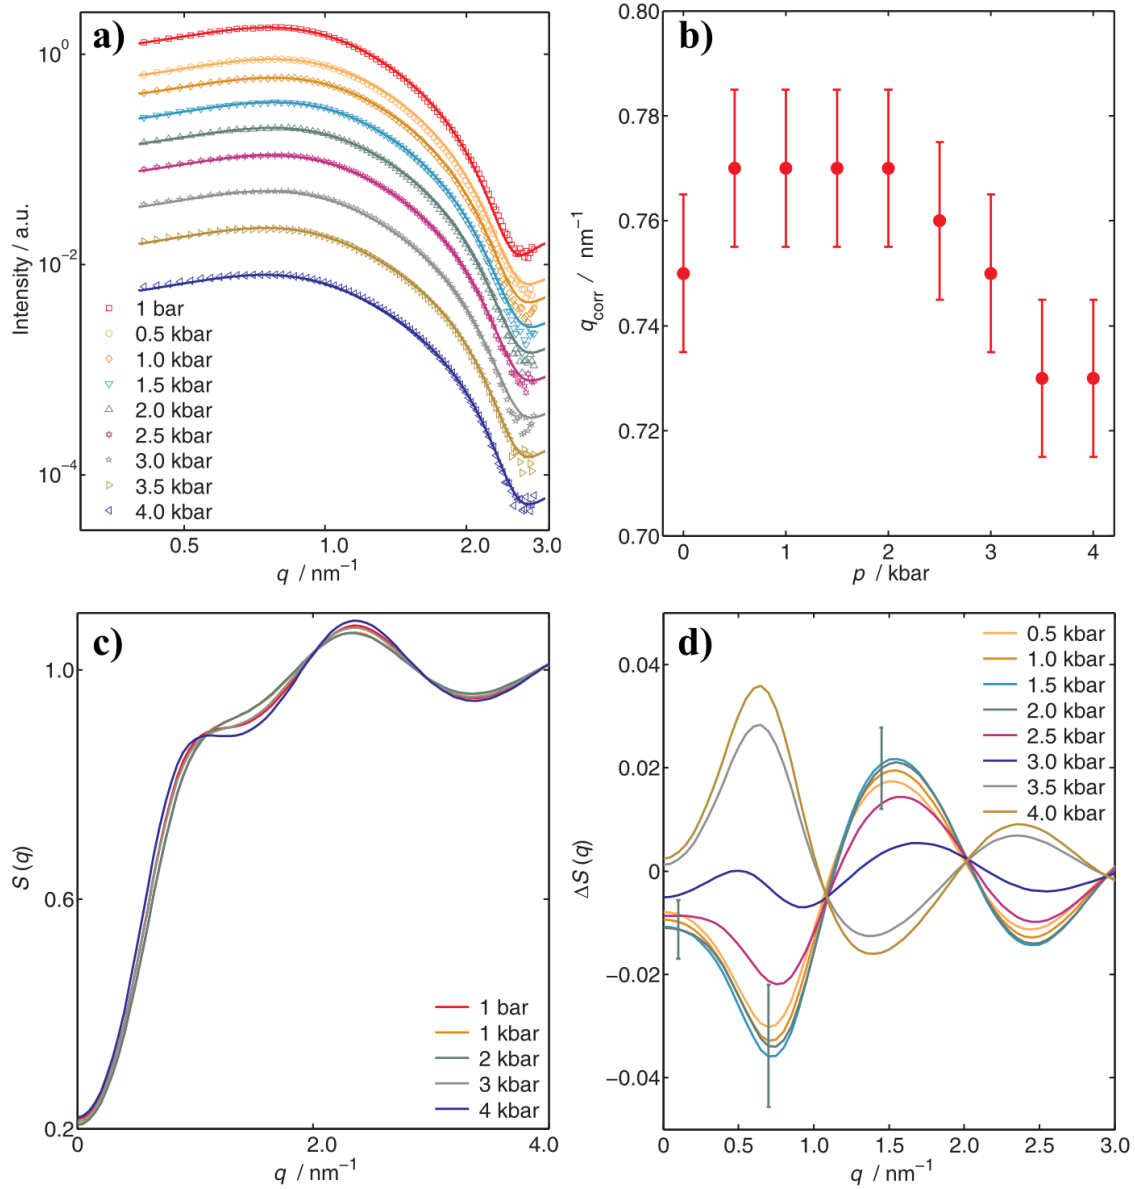 a)
10⁰
10⁻²
10⁻⁴
Intensity / a.u.
1 bar
0.5 kbar
1.0 kbar
1.5 kbar
2.0 kbar
2.5 kbar
3.0 kbar
3.5 kbar
4.0 kbar
0.5 1.0 2.0 3.0
q / nm⁻¹
b)
0.80
0.78
0.76
0.74
0.72
0.70
q_corr / nm⁻¹
0 1 2 3 4
p / kbar
c)
1.0
0.6
0.2
S(q)
1 bar
1 kbar
2 kbar
3 kbar
4 kbar
0 2.0 4.0
q / nm⁻¹
d)
0.04
0.02
0
−0.02
−0.04
ΔS(q)
0.5 kbar
1.0 kbar
1.5 kbar
2.0 kbar
2.5 kbar
3.0 kbar
3.5 kbar
4.0 kbar
0 0.5 1.0 1.5 2.0 2.5 3.0
q / nm⁻¹